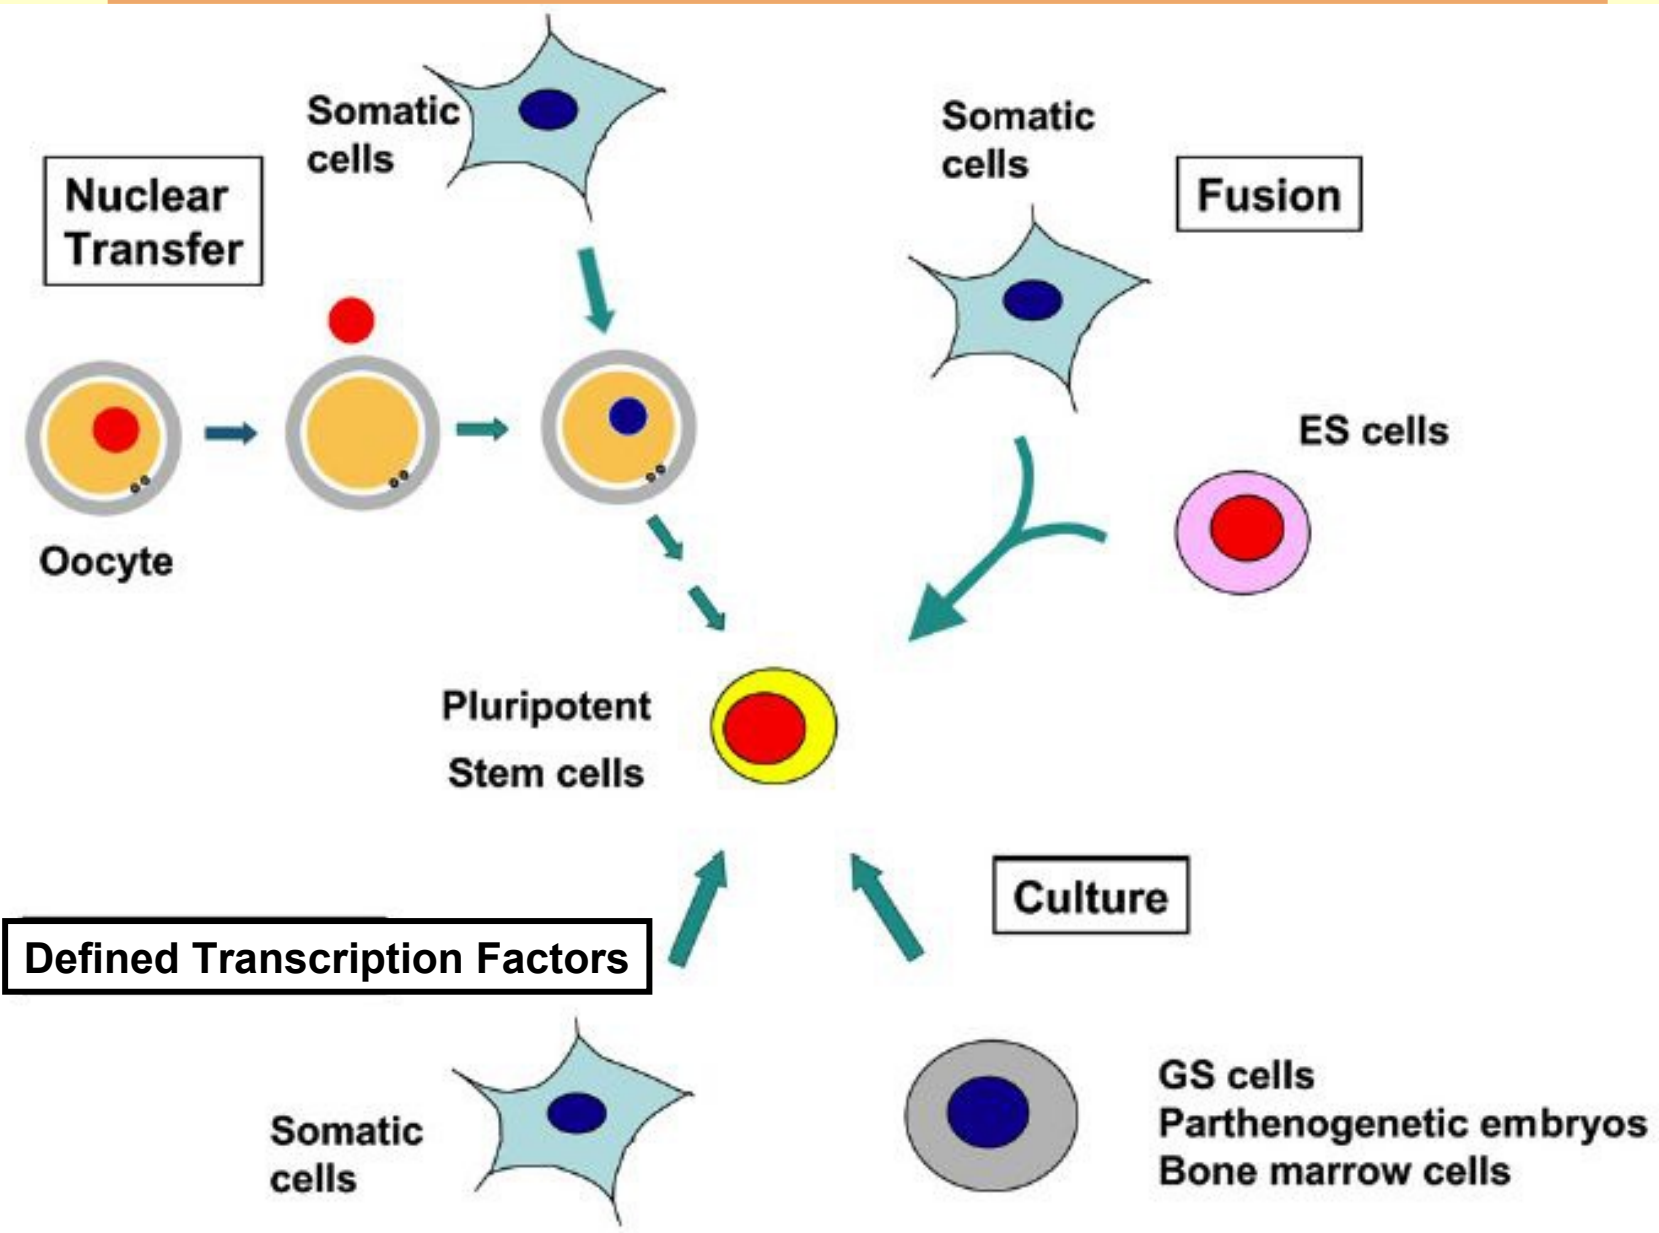 Somatic
cells
Nuclear
Transfer
Oocyte
Somatic
cells
Fusion
ES cells
Pluripotent
Stem cells
Defined Transcription Factors
Somatic
cells
Culture
GS cells
Parthenogenetic embryos
Bone marrow cells